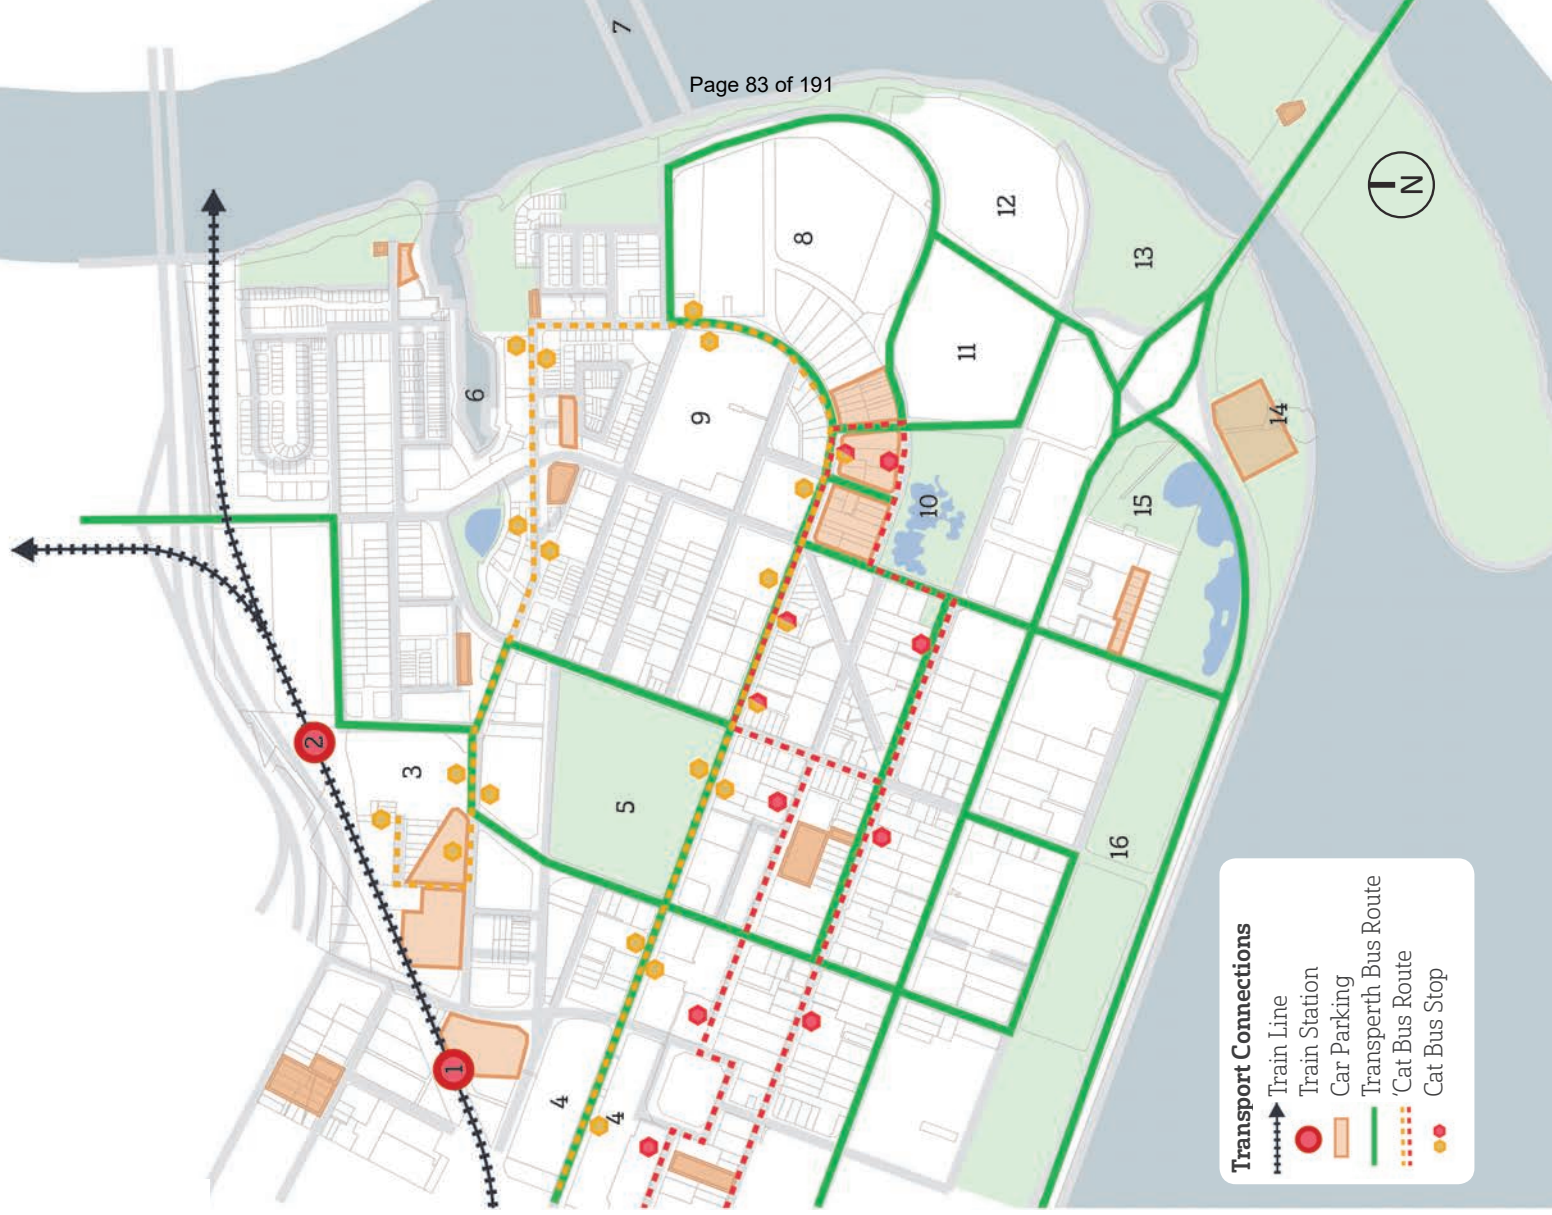 Page 83 of 191
7
12
8
13
11
6
9
14
10
15
2
3
5
16
1
4
4
N
Transport Connections
Train Line
Train Station
Car Parking
Transperth Bus Route
'Cat Bus Route
Cat Bus Stop